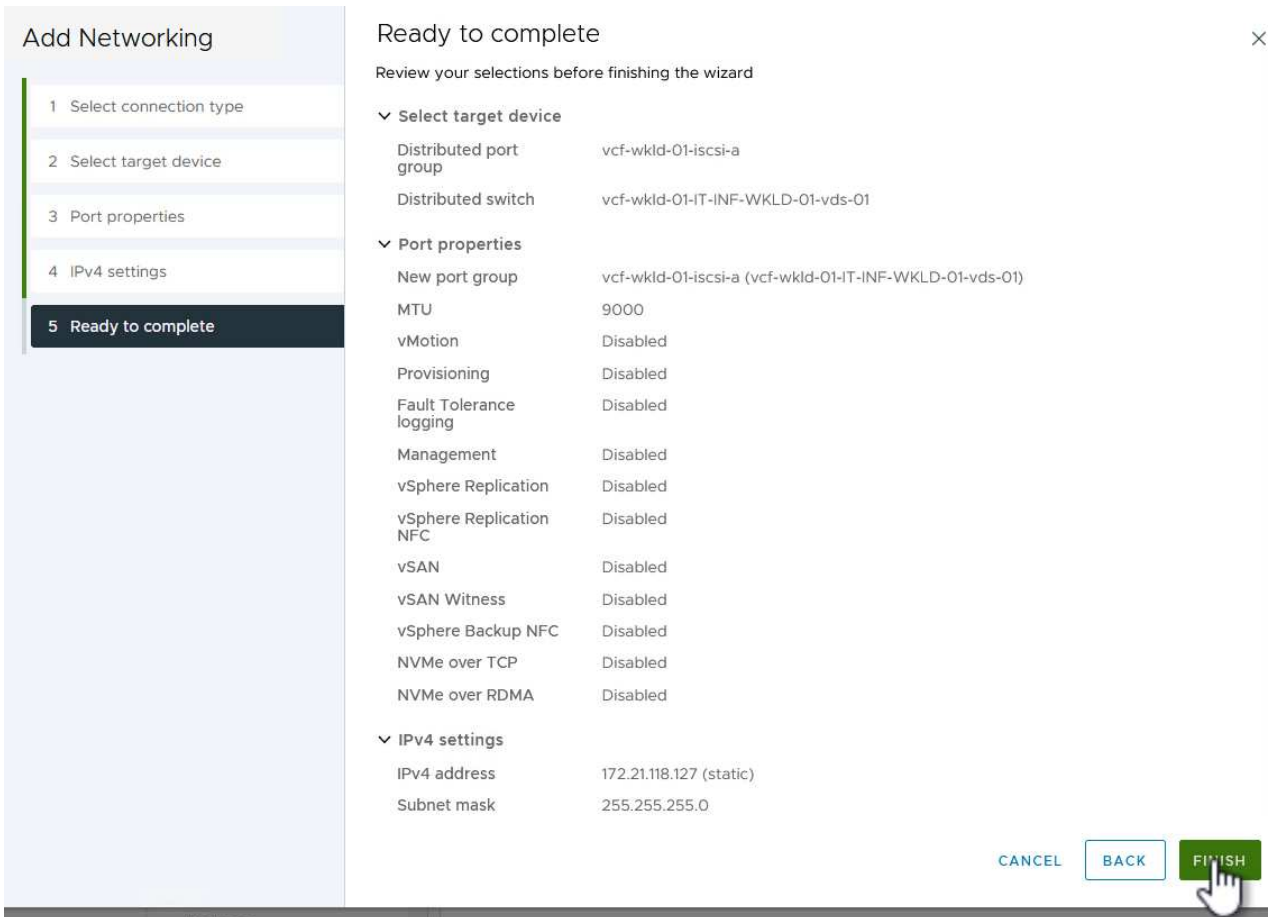 Add Networking
1 Select connection type
2 Select target device
3 Port properties
4 IPv4 settings
5 Ready to complete
Ready to complete
Review your selections before finishing the wizard
Select target device
Distributed port
group
vcf-wkld-01-iscsi-a
Distributed switch vcf-wkld-01-IT-INF-WKLD-01-vds-01
Port properties
New port group vcf-wkld-01-iscsi-a (vcf-wkld-01-IT-INF-WKLD-01-vds-01)
MTU 9000
vMotion Disabled
Provisioning Disabled
Fault Tolerance
logging
Disabled
Management Disabled
vSphere Replication Disabled
vSphere Replication
NFC
Disabled
vSAN Disabled
vSAN Witness Disabled
vSphere Backup NFC Disabled
NVMe over TCP Disabled
NVMe over RDMA Disabled
IPv4 settings
IPv4 address 172.21.118.127 (static)
Subnet mask 255.255.255.0
CANCEL BACK FINISH